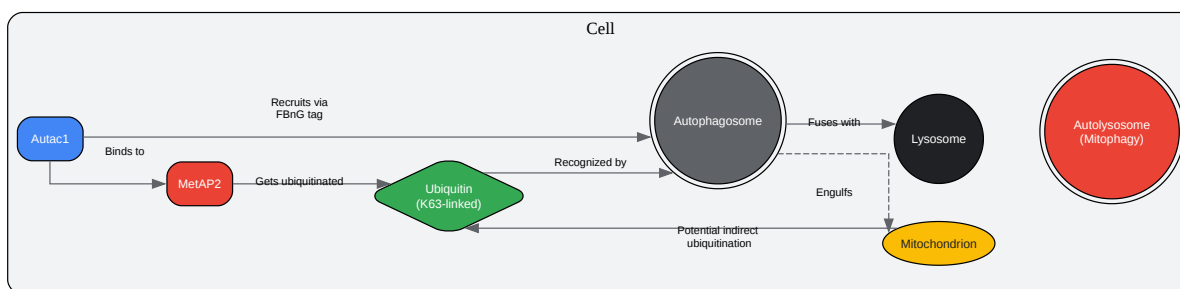 Cell
Recruits via
FBnG tag
Autophagosome
Fuses with
Lysosome
Autolysosome
(Mitophagy)
Autac1
Binds to
Recognized by
MetAP2
Gets ubiquitinated
Ubiquitin
(K63-linked)
Engulfs
Potential indirect
ubiquitination
Mitochondrion